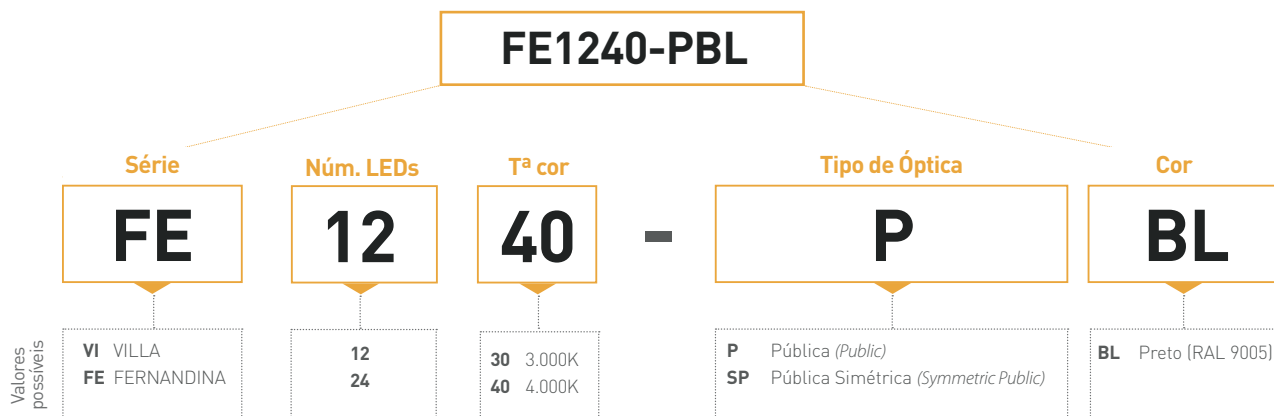 FE1240-PBL
Série
Núm. LEDs
Tª cor
Tipo de Óptica
Cor
FE
12
40
-
P
BL
Valores possíveis
VI VILLA
FE FERNANDINA
12
24
30 3.000K
40 4.000K
P Pública (Public)
SP Pública Simétrica (Symmetric Public)
BL Preto (RAL 9005)